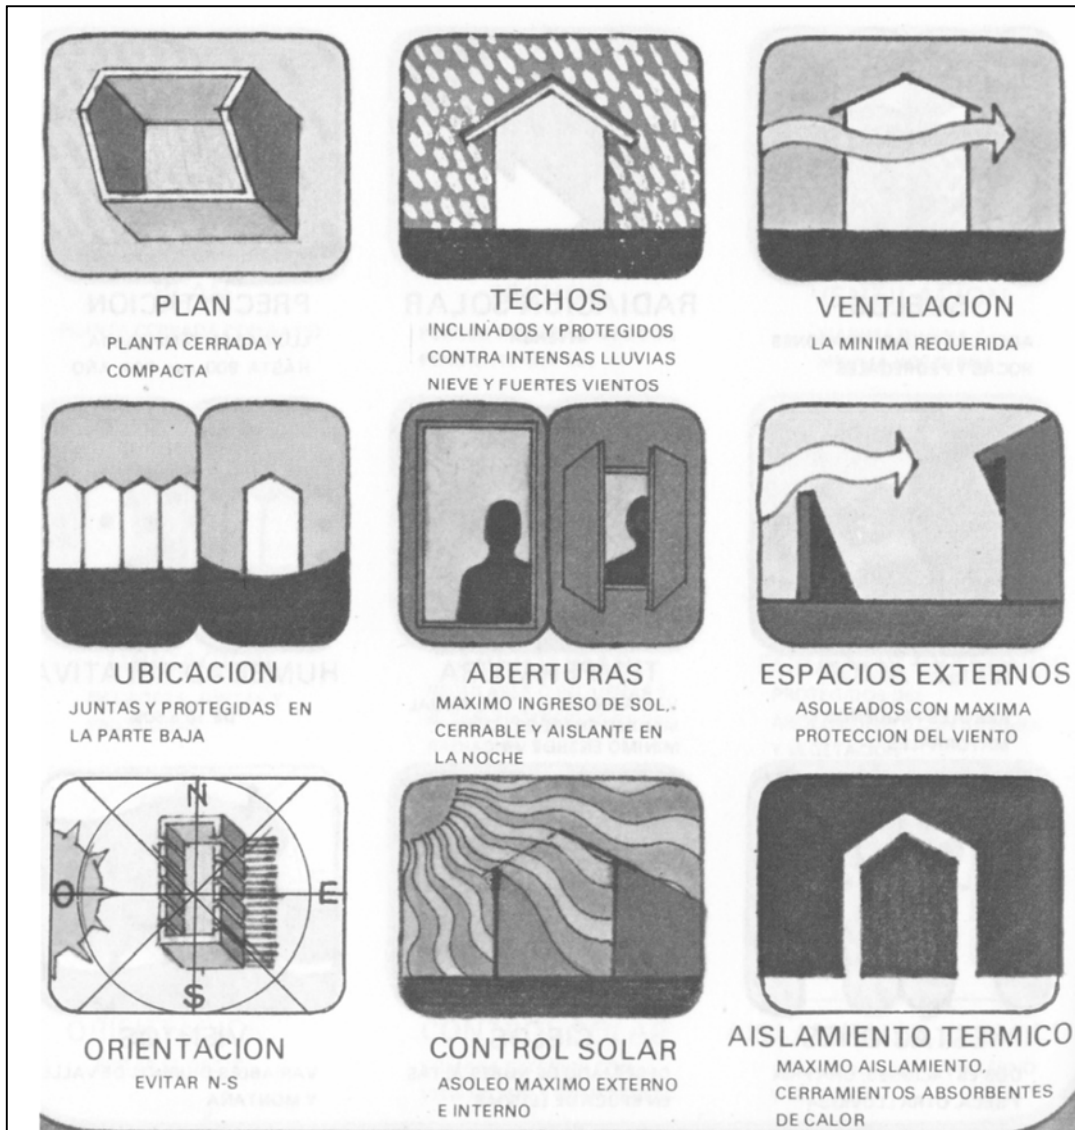 PLAN
PLANTA CERRADA Y
COMPACTA
TECHOS
INCLINADOS Y PROTEGIDOS
CONTRA INTENSAS LLUVIAS
NIEVE Y FUERTES VIENTOS
VENTILACION
LA MINIMA REQUERIDA
UBICACION
JUNTAS Y PROTEGIDAS EN
LA PARTE BAJA
ABERTURAS
MAXIMO INGRESO DE SOL,
CERRABLE Y AISLANTE EN
LA NOCHE
ESPACIOS EXTERNOS
ASOLEADOS CON MAXIMA
PROTECCION DEL VIENTO
N
O
E
S
ORIENTACION
EVITAR N-S
CONTROL SOLAR
ASOLEO MAXIMO EXTERNO
E INTERNO
AISLAMIENTO TERMICO
MAXIMO AISLAMIENTO,
CERRAMIENTOS ABSORBENTES
DE CALOR